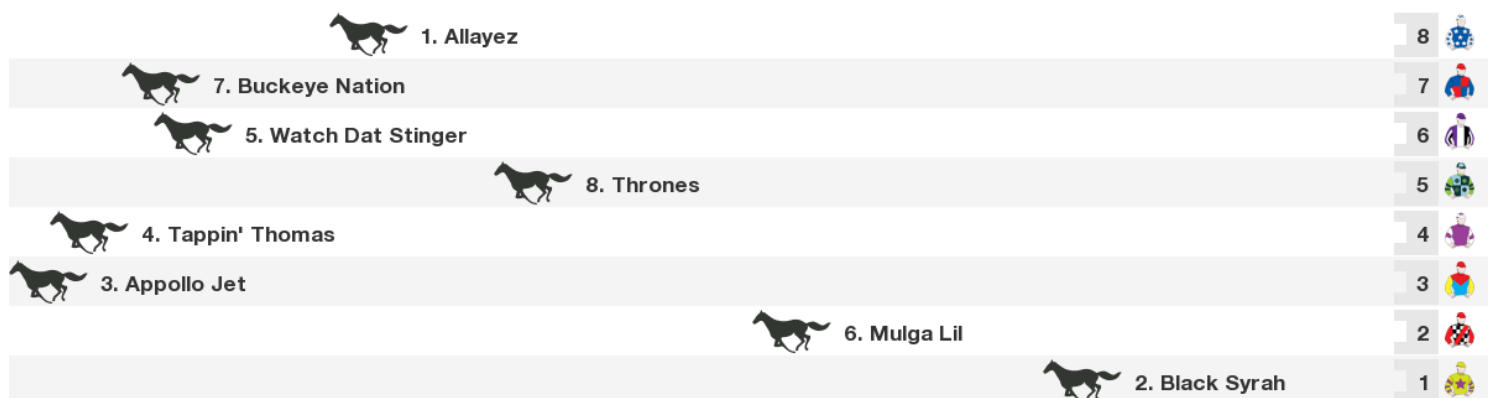 1. Allayez 8
7. Buckeye Nation 7
5. Watch Dat Stinger 6
8. Thrones 5
4. Tappin' Thomas 4
3. Appollo Jet 3
6. Mulga Lil 2
2. Black Syrah 1